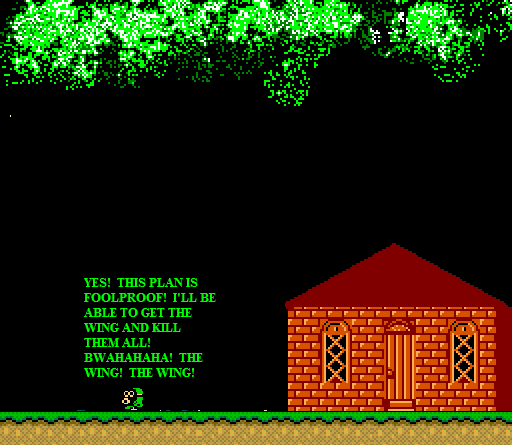 YES!  THIS PLAN IS
FOOLPROOF!  I'LL BE
ABLE TO GET THE
WING AND KILL
THEM ALL!
BWAHAHAHA!  THE
WING!  THE WING!